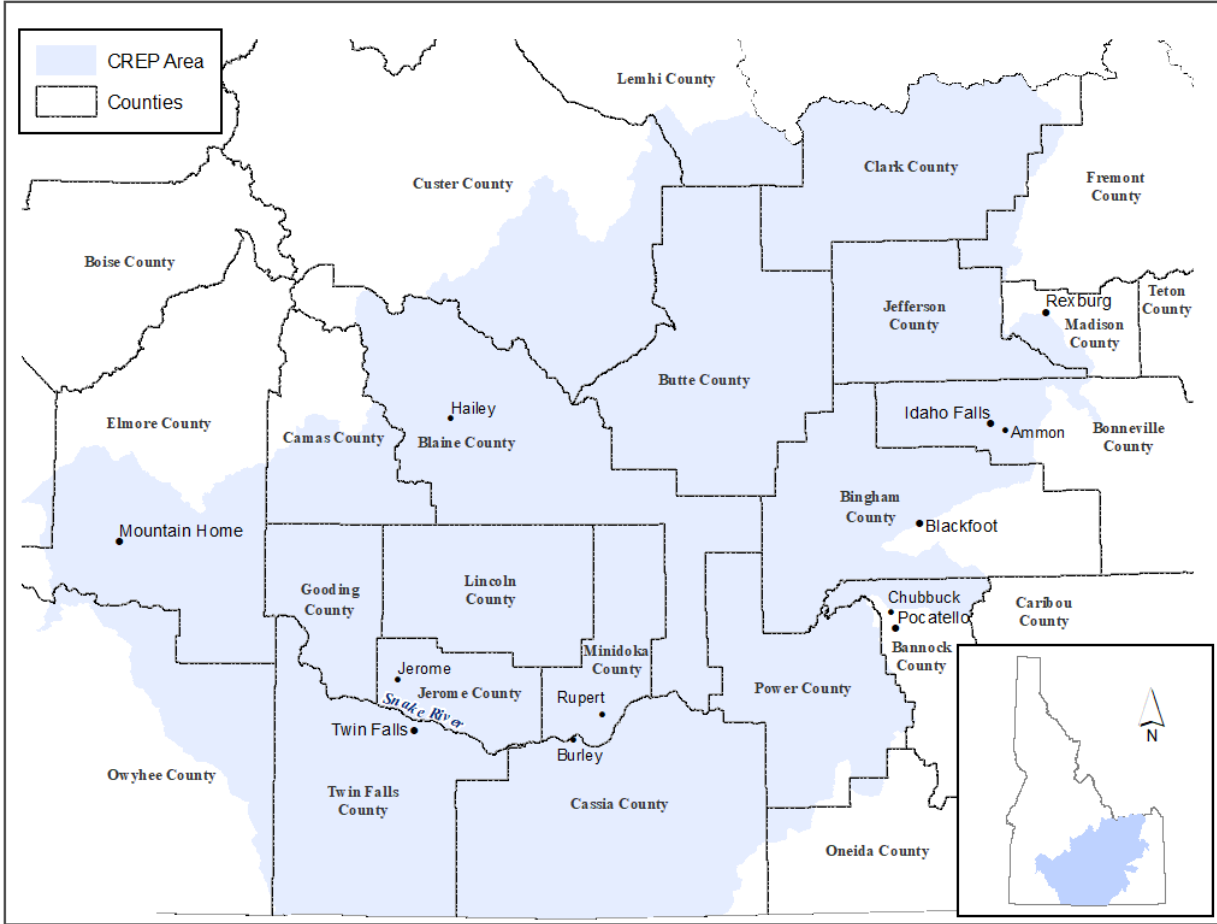 CREP Area
Counties
Lemhi County
Clark County
Custer County
Fremont
County
Boise County
Teton
County
Rexburg
Madison
County
Jefferson
County
Butte County
Hailey
Blaine County
Elmore County
Camas County
Idaho Falls
Ammon
Bonneville
County
Bingham
County
Blackfoot
Mountain Home
Gooding
County
Lincoln
County
Chubbuck
Pocatello
Caribou
County
Bannock
County
Minidoka
County
Jerome
Jerome County
Snake River
Rupert
Power County
Twin Falls
Burley
Owyhee County
Twin Falls
County
Cassia County
Oneida County
N